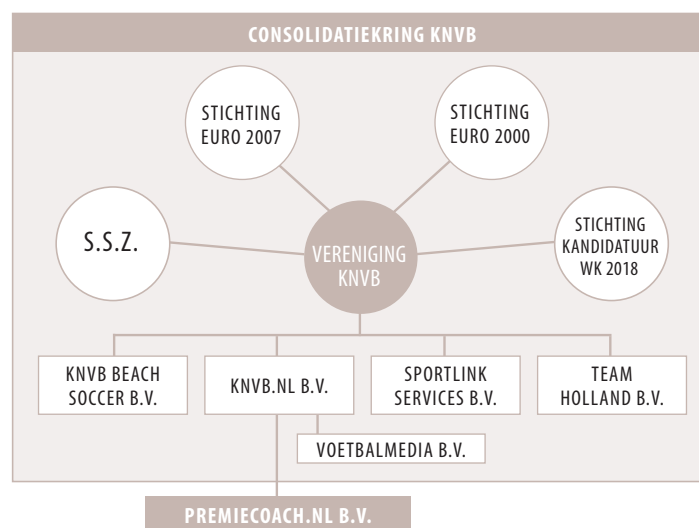 CONSOLIDATIEKRING KNVB
STICHTING
EURO 2007
STICHTING
EURO 2000
S.S.Z.
VERENIGING
KNVB
STICHTING
KANDIDATUUR
WK 2018
KNVB BEACH
SOCCER B.V.
KNVB.NL B.V.
SPORTLINK
SERVICES B.V.
TEAM
HOLLAND B.V.
VOETBALMEDIA B.V.
PREMIECOACH.NL B.V.